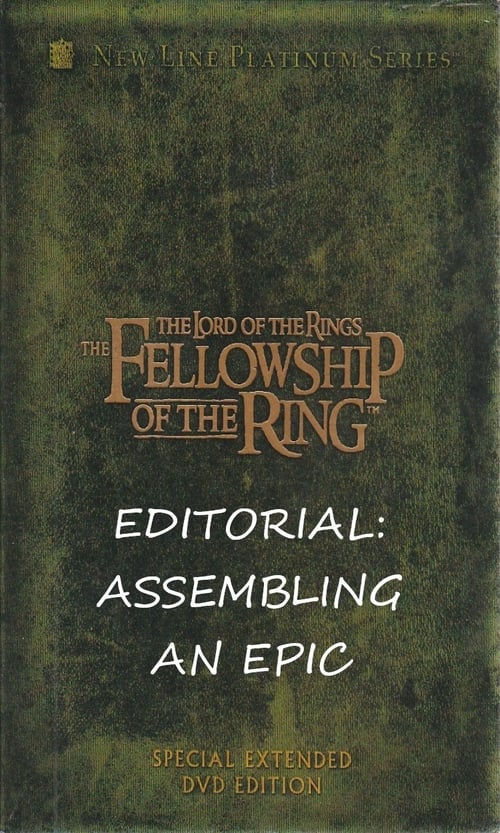 NEW LINE PLATINUM SERIES
THE LORD OF THE RINGS
THE FELLOWSHIP
OF THE RING™
EDITORIAL:
ASSEMBLING
AN EPIC
SPECIAL EXTENDED
DVD EDITION